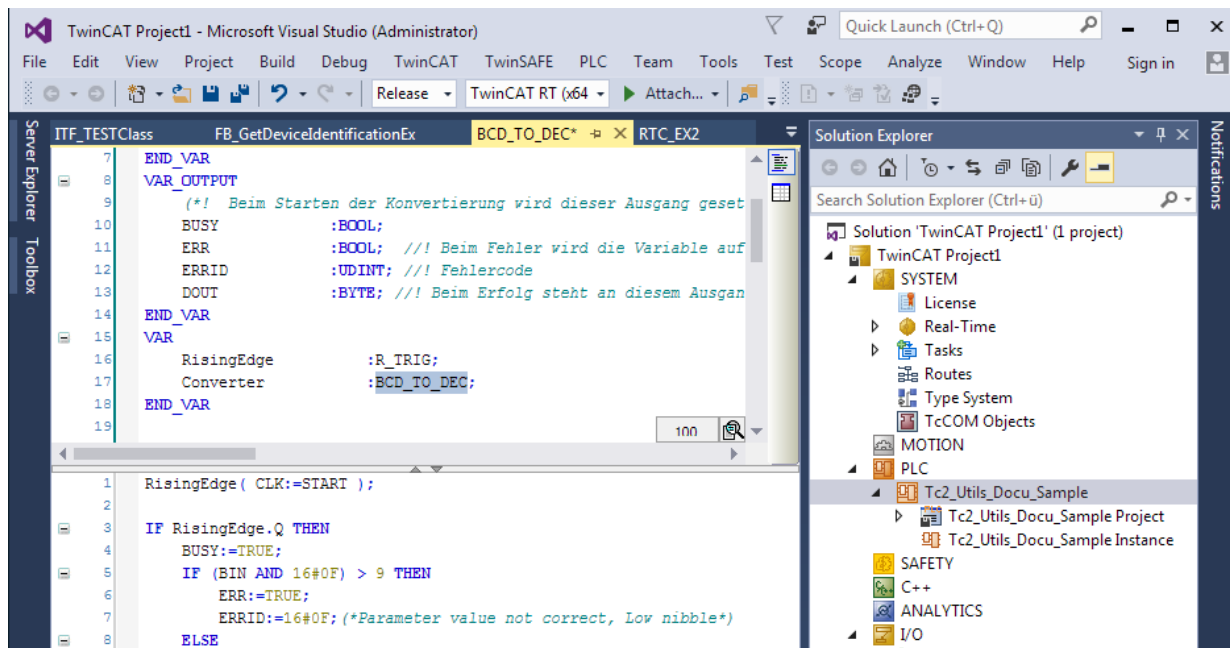 TwinCAT Project1 - Microsoft Visual Studio (Administrator)
Quick Launch (Ctrl+Q)
File Edit View Project Build Debug TwinCAT TwinSAFE PLC Team Tools Test Scope Analyze Window Help Sign in
Release TwinCAT RT (x64 Attach...
Server Explorer
Toolbox
ITF_TESTClass FB_GetDeviceIdentificationEx BCD_TO_DEC* RTC_EX2
7 END_VAR
8 VAR_OUTPUT
9 (*! Beim Starten der Konvertierung wird dieser Ausgang geset
10 BUSY :BOOL;
11 ERR :BOOL; //! Beim Fehler wird die Variable auf
12 ERRID :UDINT; //! Fehlercode
13 DOUT :BYTE; //! Beim Erfolg steht an diesem Ausgan
14 END_VAR
15 VAR
16 RisingEdge :R_TRIG;
17 Converter :BCD_TO_DEC;
18 END_VAR
19
100
1 RisingEdge( CLK:=START );
2
3 IF RisingEdge.Q THEN
4 BUSY:=TRUE;
5 IF (BIN AND 16#0F) > 9 THEN
6 ERR:=TRUE;
7 ERRID:=16#0F;(*Parameter value not correct, Low nibble*)
8 ELSE
Solution Explorer
Search Solution Explorer (Ctrl+ü)
Solution 'TwinCAT Project1' (1 project)
TwinCAT Project1
SYSTEM
License
Real-Time
Tasks
Routes
Type System
TcCOM Objects
MOTION
PLC
Tc2_Utils_Docu_Sample
Tc2_Utils_Docu_Sample Project
Tc2_Utils_Docu_Sample Instance
SAFETY
C++
ANALYTICS
I/O
Notifications